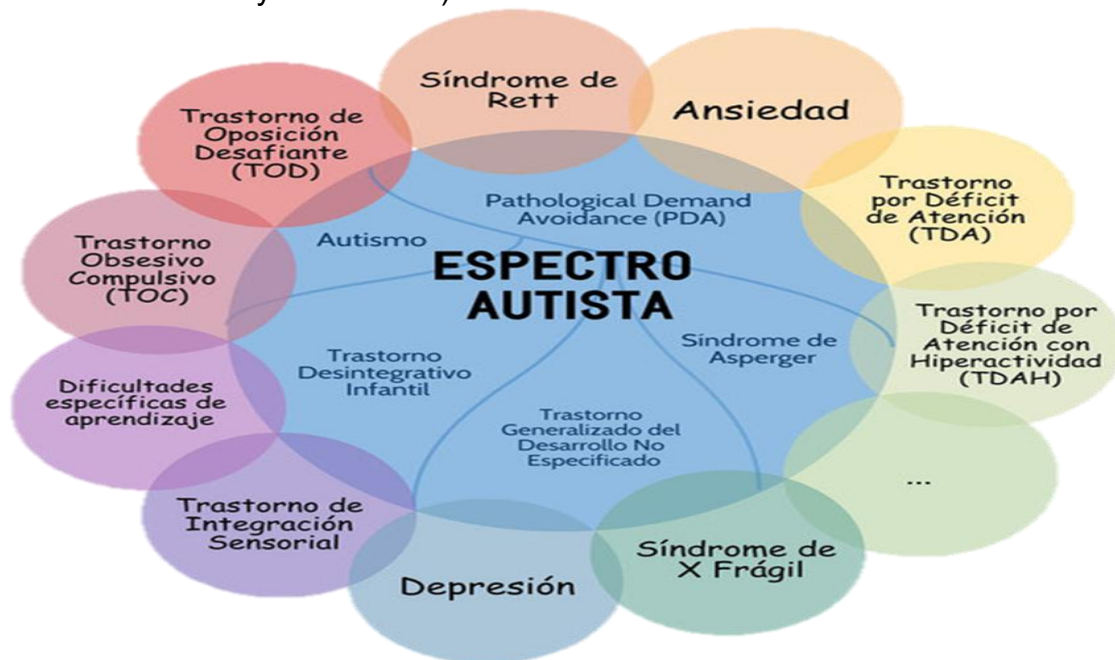 Síndrome de
Rett
Ansiedad
Trastorno de
Oposición
Desafiante
(TOD)
Trastorno
por Déficit
de Atención
(TDA)
Pathological Demand
Avoidance (PDA)
Autismo
ESPECTRO
AUTISTA
Trastorno
Obsesivo
Compulsivo
(TOC)
Trastorno por
Déficit de
Atención con
Hiperactividad
(TDAH)
Síndrome de
Asperger
Trastorno
Desintegrativo
Infantil
Dificultades
específicas de
aprendizaje
Trastorno
Generalizado del
Desarrollo No
Especificado
...
Trastorno de
Integración
Sensorial
Depresión
Síndrome de
X Frágil